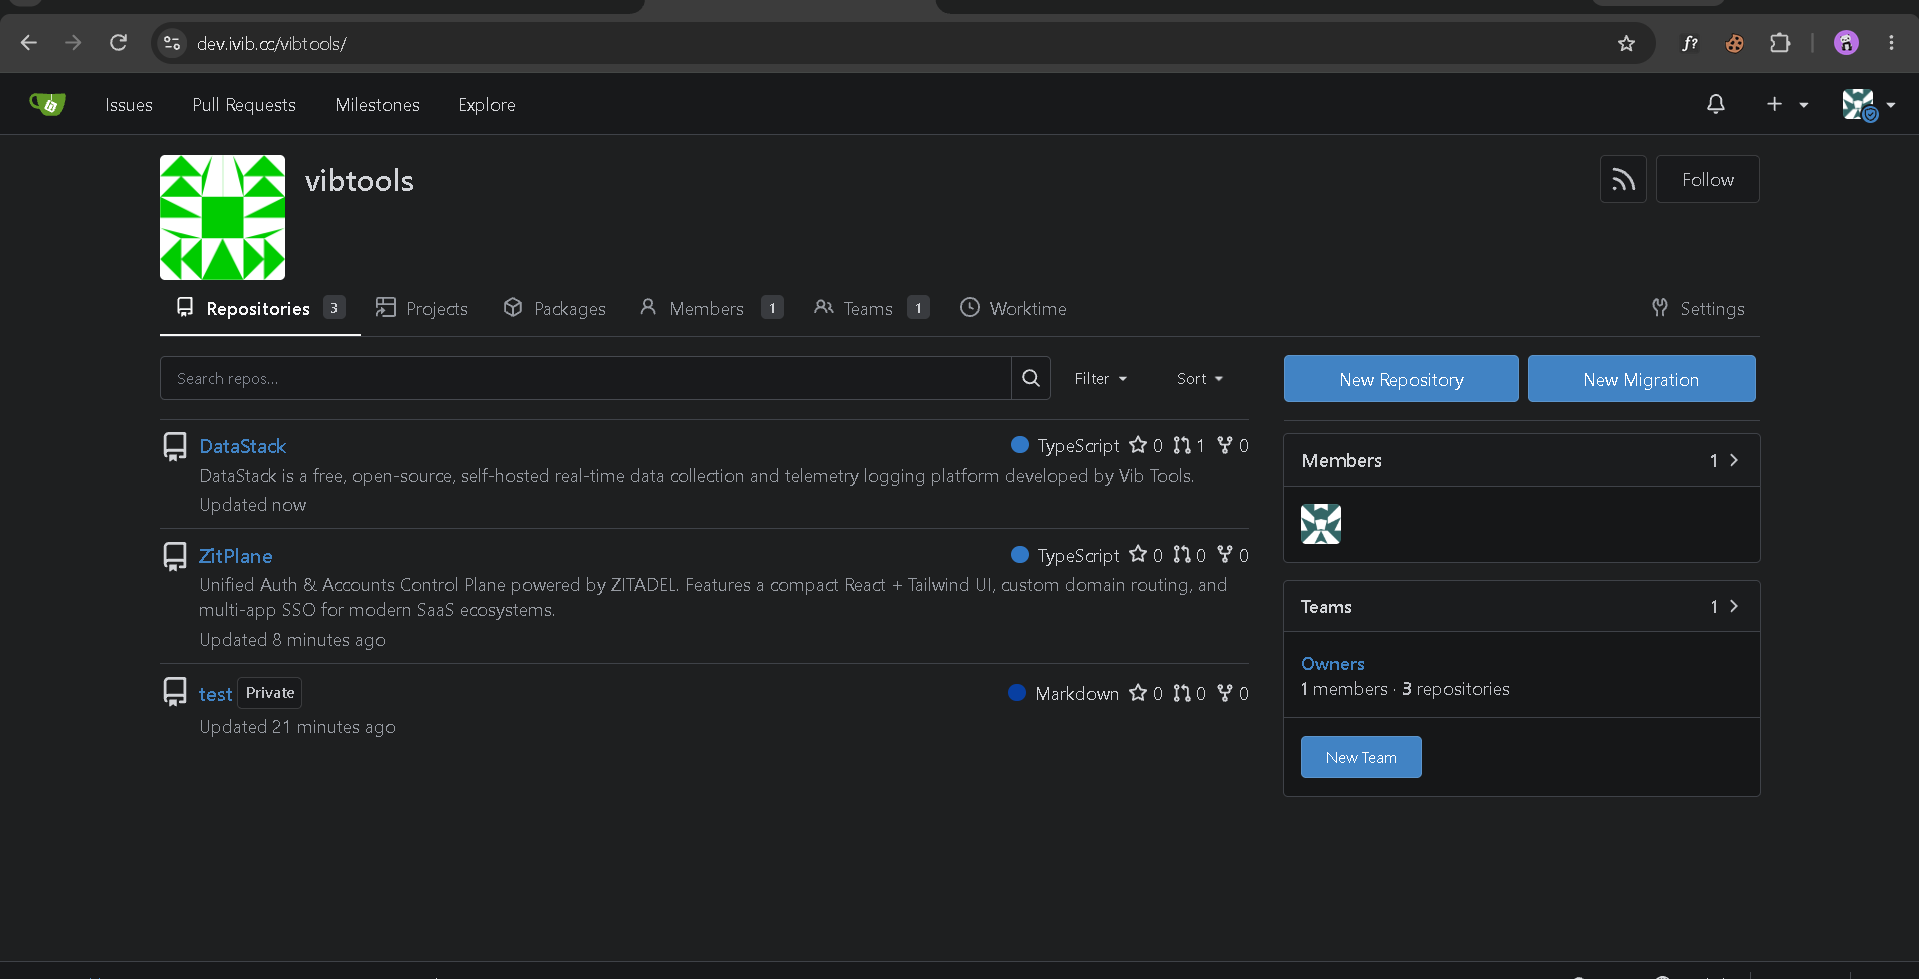 dev.ivib.cc/vibtools/
f?
Issues Pull Requests Milestones Explore
vibtools
Follow
Repositories 3 Projects Packages Members 1 Teams 1 Worktime Settings
Search repos...
Filter Sort
New Repository New Migration
DataStack TypeScript 0 1 0
DataStack is a free, open-source, self-hosted real-time data collection and telemetry logging platform developed by Vib Tools.
Updated now
ZitPlane TypeScript 0 0 0
Unified Auth & Accounts Control Plane powered by ZITADEL. Features a compact React + Tailwind UI, custom domain routing, and
multi-app SSO for modern SaaS ecosystems.
Updated 8 minutes ago
test Private Markdown 0 0 0
Updated 21 minutes ago
Members 1
Teams 1
Owners
1 members · 3 repositories
New Team